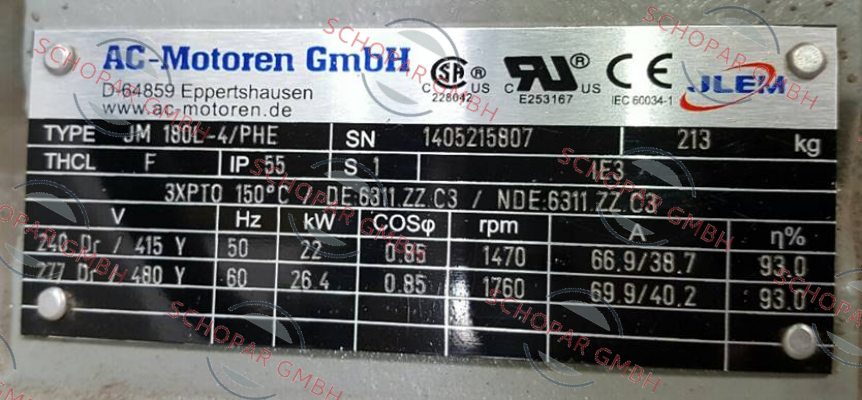 AC-Motoren GmbH
D-64859 Eppertshausen
www.ac-motoren.de
CSA ® C US 228042
C RU ® US E253167
CE IEC 60034-1
JLEM
TYPE JM 180L-4/PHE SN 1405215807 213 kg
THCL F IP 55 S 1 IE3
3XPTO 150°C / DE:6311.ZZ.C3 / NDE:6311.ZZ.C3
V Hz kW COSφ rpm A η%
240 Dr / 415 Y 50 22 0.85 1470 66.9/38.7 93.0
277 Dr / 480 Y 60 26.4 0.85 1760 69.9/40.2 93.0
SCHOPAR GMBH